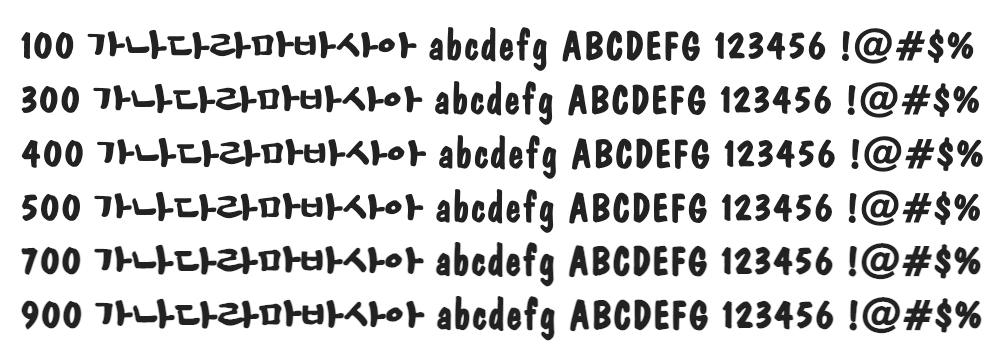 100 가나다라마바사아 abcdefg ABCDEFG 123456 !@#$%
300 가나다라마바사아 abcdefg ABCDEFG 123456 !@#$%
400 가나다라마바사아 abcdefg ABCDEFG 123456 !@#$%
500 가나다라마바사아 abcdefg ABCDEFG 123456 !@#$%
700 가나다라마바사아 abcdefg ABCDEFG 123456 !@#$%
900 가나다라마바사아 abcdefg ABCDEFG 123456 !@#$%